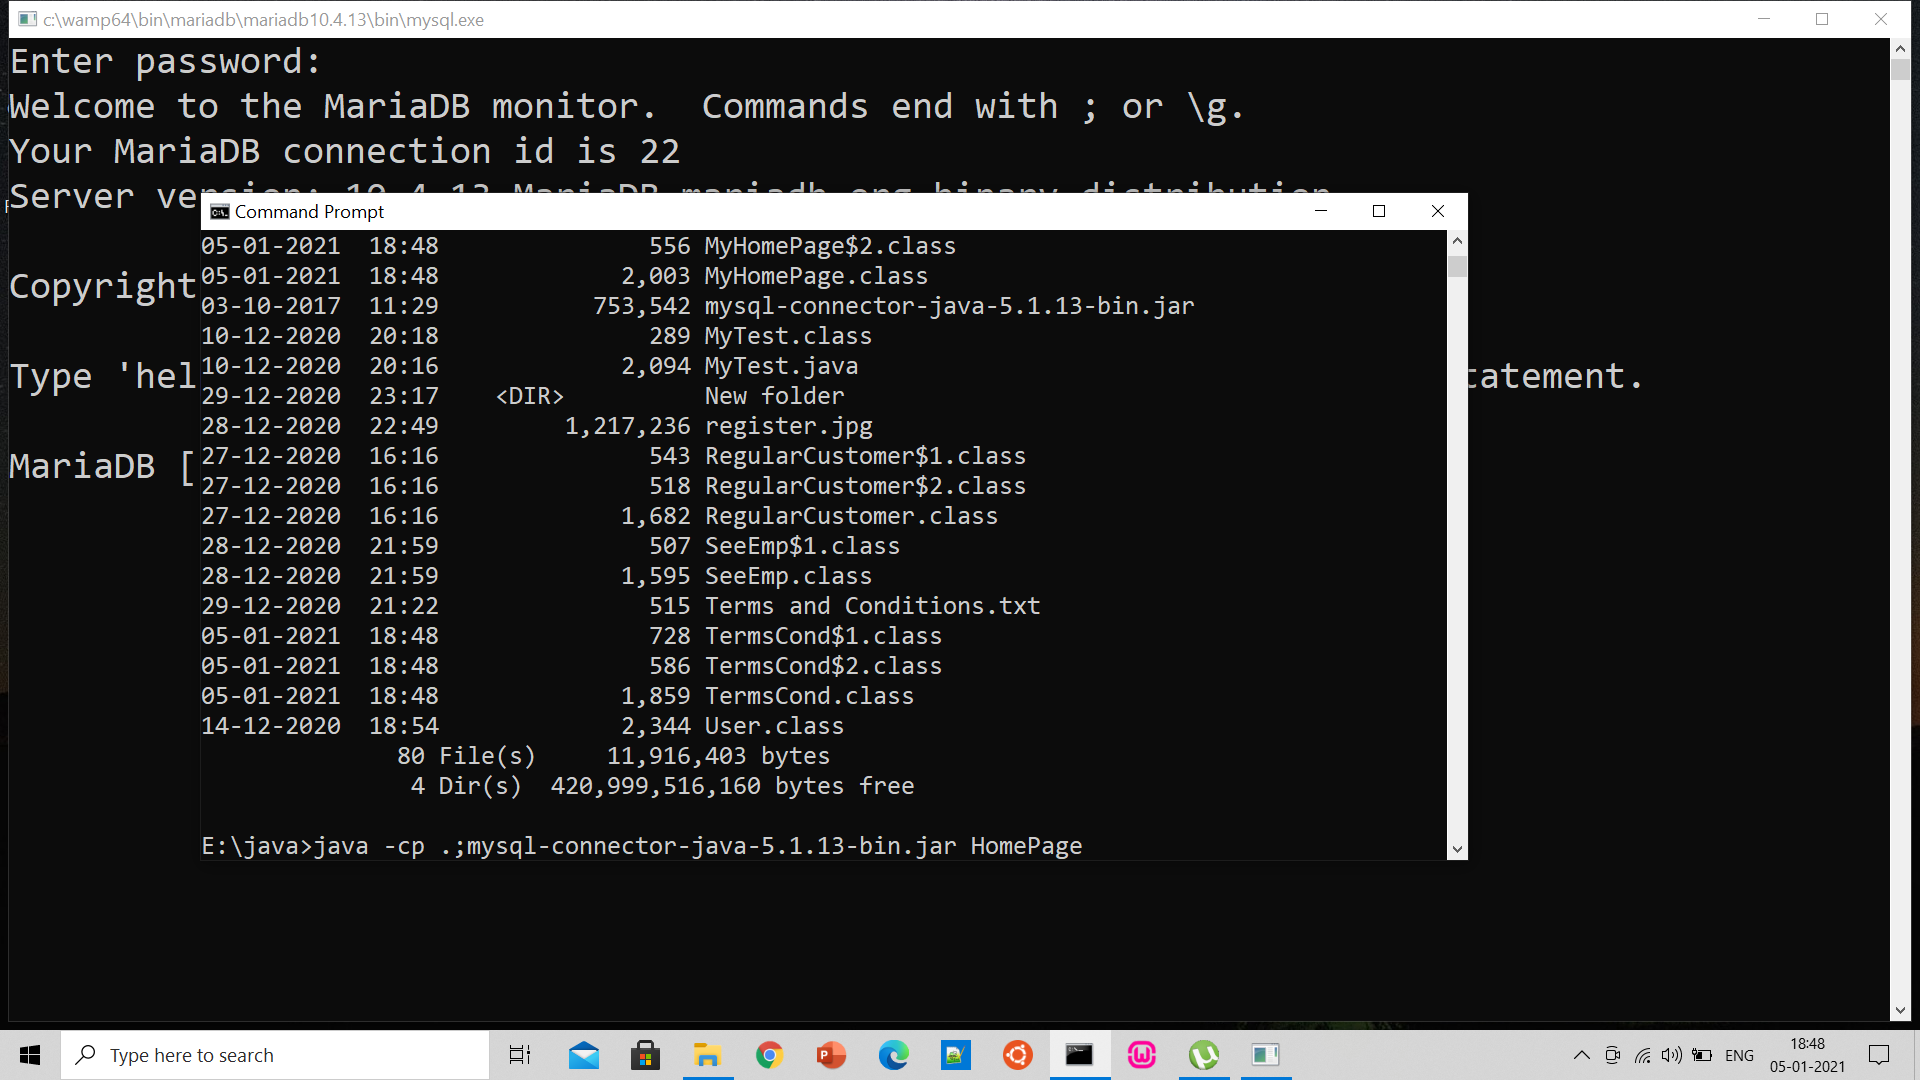 c:\wamp64\bin\mariadb\mariadb10.4.13\bin\mysql.exe
Enter password:
Welcome to the MariaDB monitor.  Commands end with ; or \g.
Your MariaDB connection id is 22
Server version: 10.4.13-MariaDB mariadb.org binary distribution
Copyright
Type 'hel
tatement.
MariaDB [
Command Prompt
05-01-2021  18:48               556 MyHomePage$2.class
05-01-2021  18:48             2,003 MyHomePage.class
03-10-2017  11:29           753,542 mysql-connector-java-5.1.13-bin.jar
10-12-2020  20:18               289 MyTest.class
10-12-2020  20:16             2,094 MyTest.java
29-12-2020  23:17    <DIR>          New folder
28-12-2020  22:49         1,217,236 register.jpg
27-12-2020  16:16               543 RegularCustomer$1.class
27-12-2020  16:16               518 RegularCustomer$2.class
27-12-2020  16:16             1,682 RegularCustomer.class
28-12-2020  21:59               507 SeeEmp$1.class
28-12-2020  21:59             1,595 SeeEmp.class
29-12-2020  21:22               515 Terms and Conditions.txt
05-01-2021  18:48               728 TermsCond$1.class
05-01-2021  18:48               586 TermsCond$2.class
05-01-2021  18:48             1,859 TermsCond.class
14-12-2020  18:54             2,344 User.class
80 File(s)     11,916,403 bytes
4 Dir(s)  420,999,516,160 bytes free
E:\java>java -cp .;mysql-connector-java-5.1.13-bin.jar HomePage
Type here to search
ENG
18:48
05-01-2021